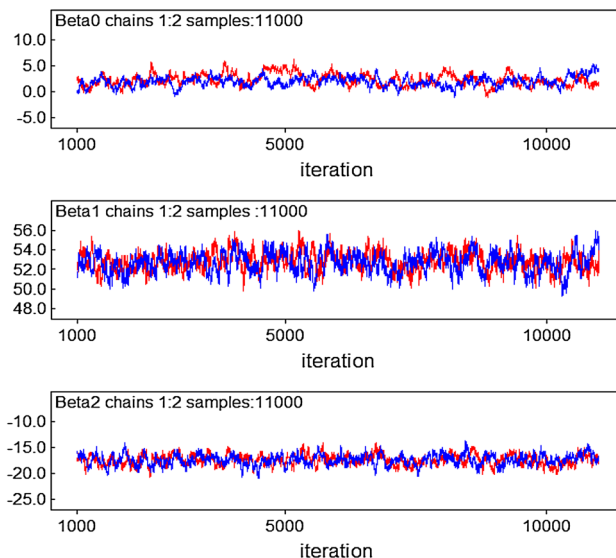 Beta0 chains 1:2 samples:11000
10.0
5.0
0.0
-5.0
1000 5000 10000
iteration
Beta1 chains 1:2 samples :11000
56.0
54.0
52.0
50.0
48.0
1000 5000 10000
iteration
Beta2 chains 1:2 samples:11000
-10.0
-15.0
-20.0
-25.0
1000 5000 10000
iteration